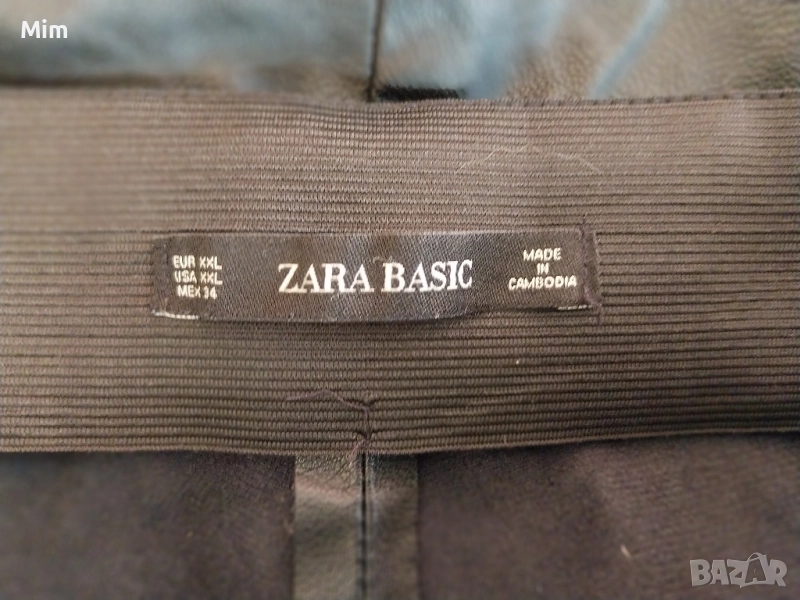 Mim
EUR XXL
USA XXL
MEX 34
ZARA BASIC
MADE
IN
CAMBODIA
BAZAR